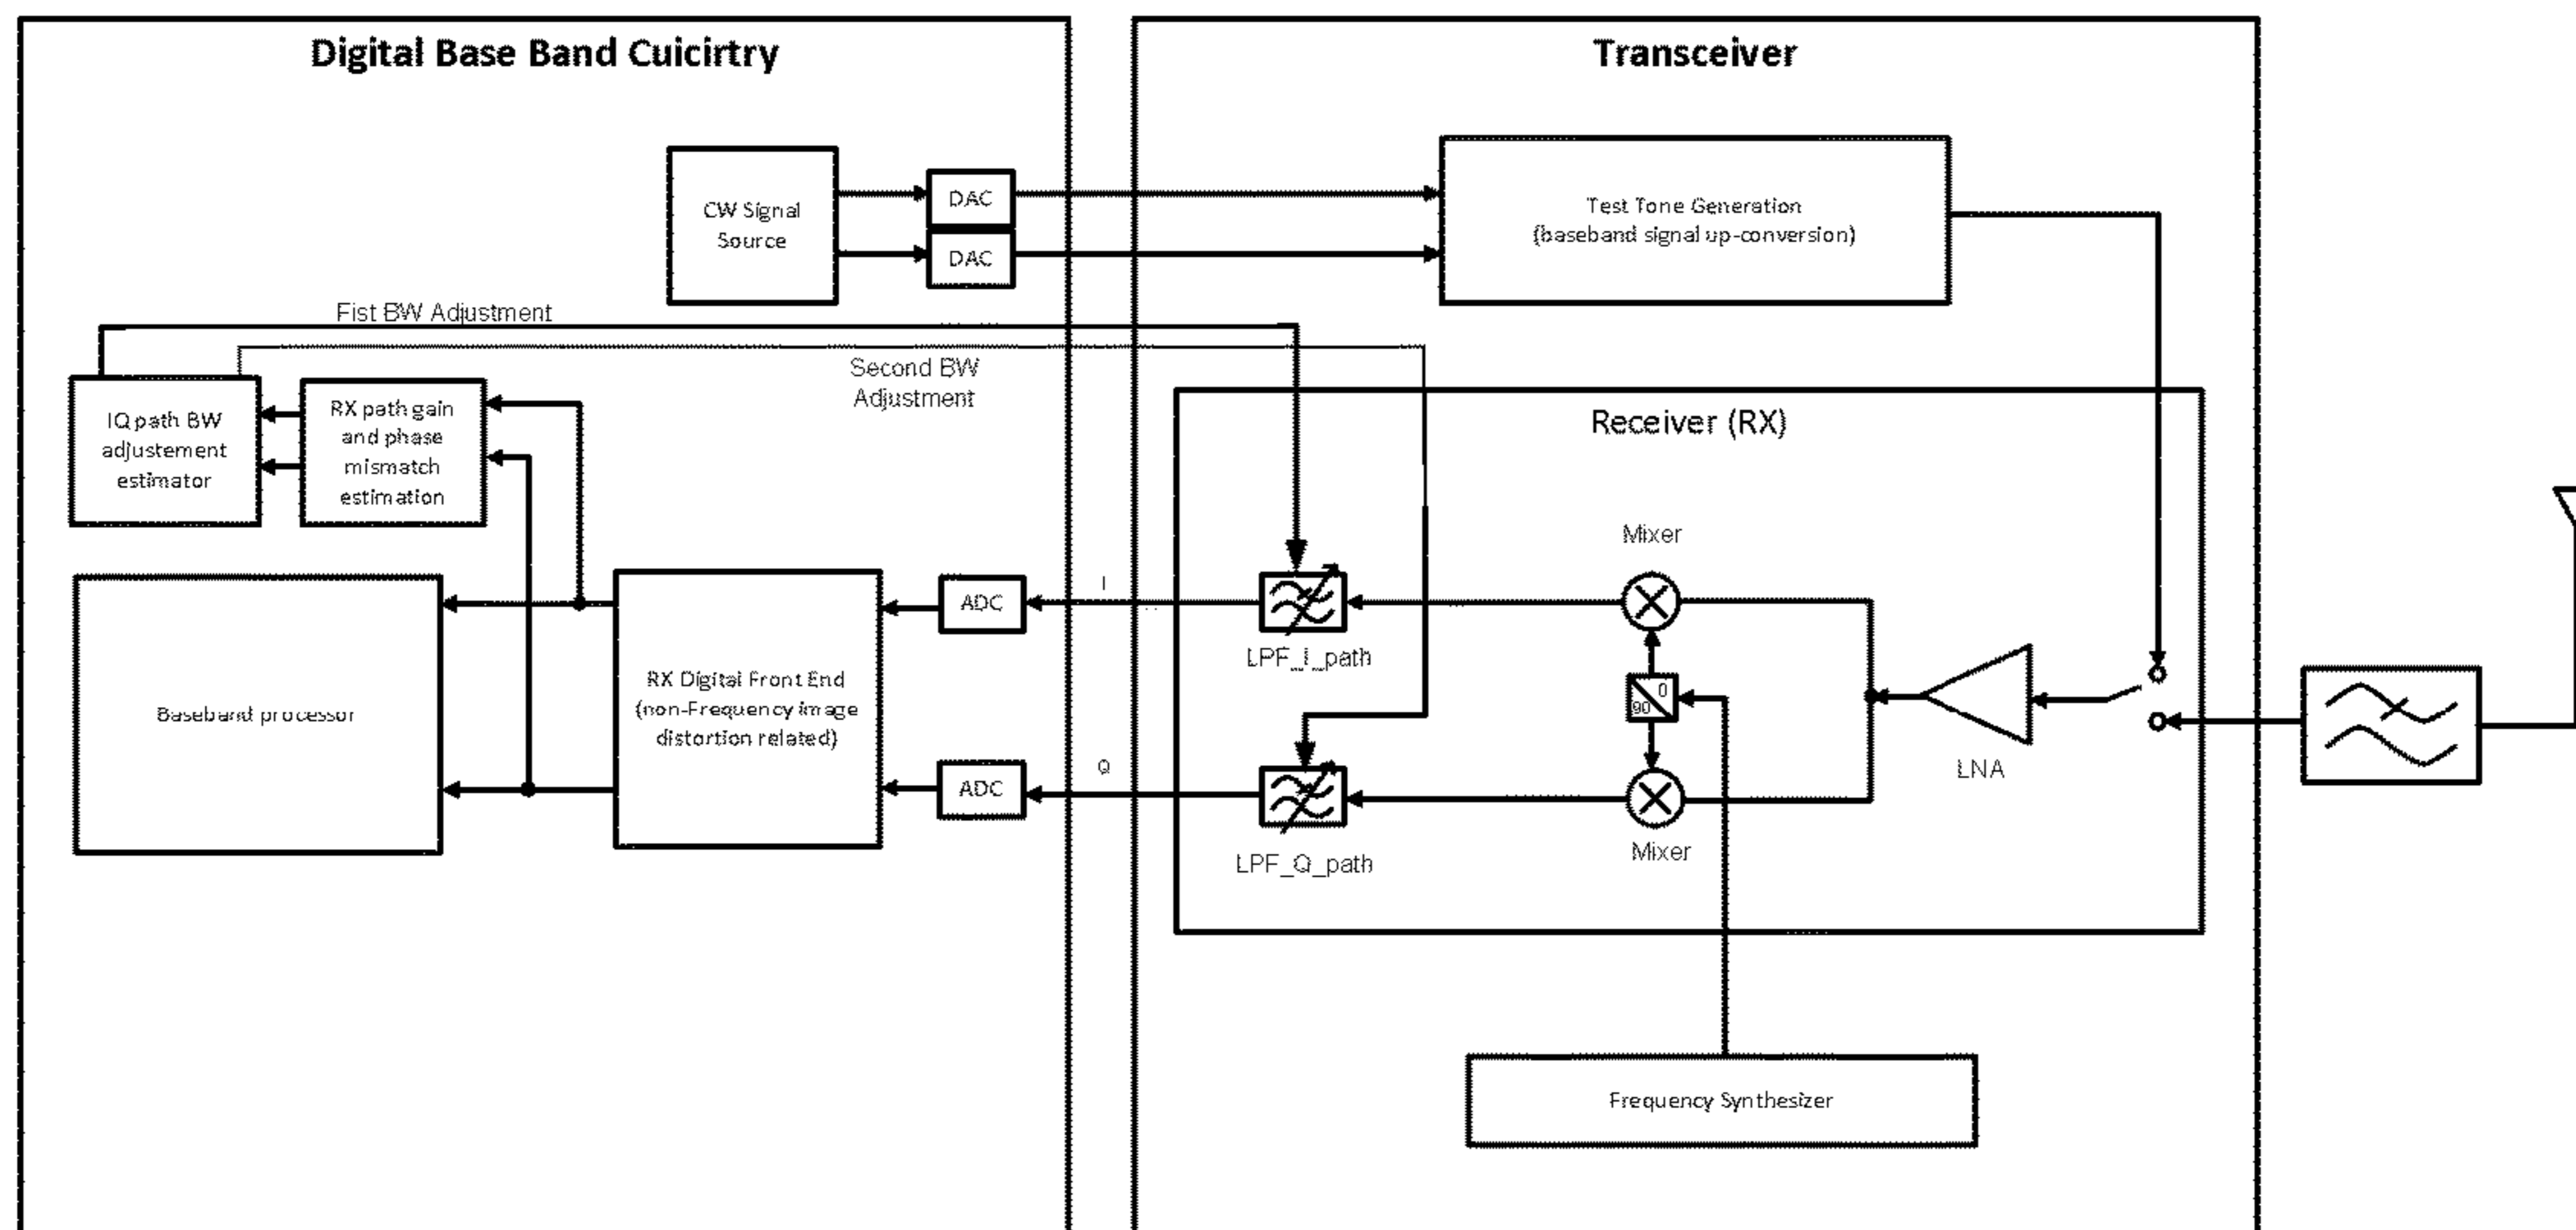 Digital Base Band Cuicirtry
Transceiver
CW Signal
Source
DAC
DAC
Test Tone Generation
(baseband signal up-conversion)
Fist BW Adjustment
Second BW
Adjustment
IQ path BW
adjustement
estimator
RX path gain
and phase
mismatch
estimation
Receiver (RX)
Mixer
I
ADC
LPF_I_path
RX Digital Front End
(non-Frequency image
distortion related)
Baseband processor
0
90
LNA
Q
ADC
LPF_Q_path
Mixer
Frequency Synthesizer